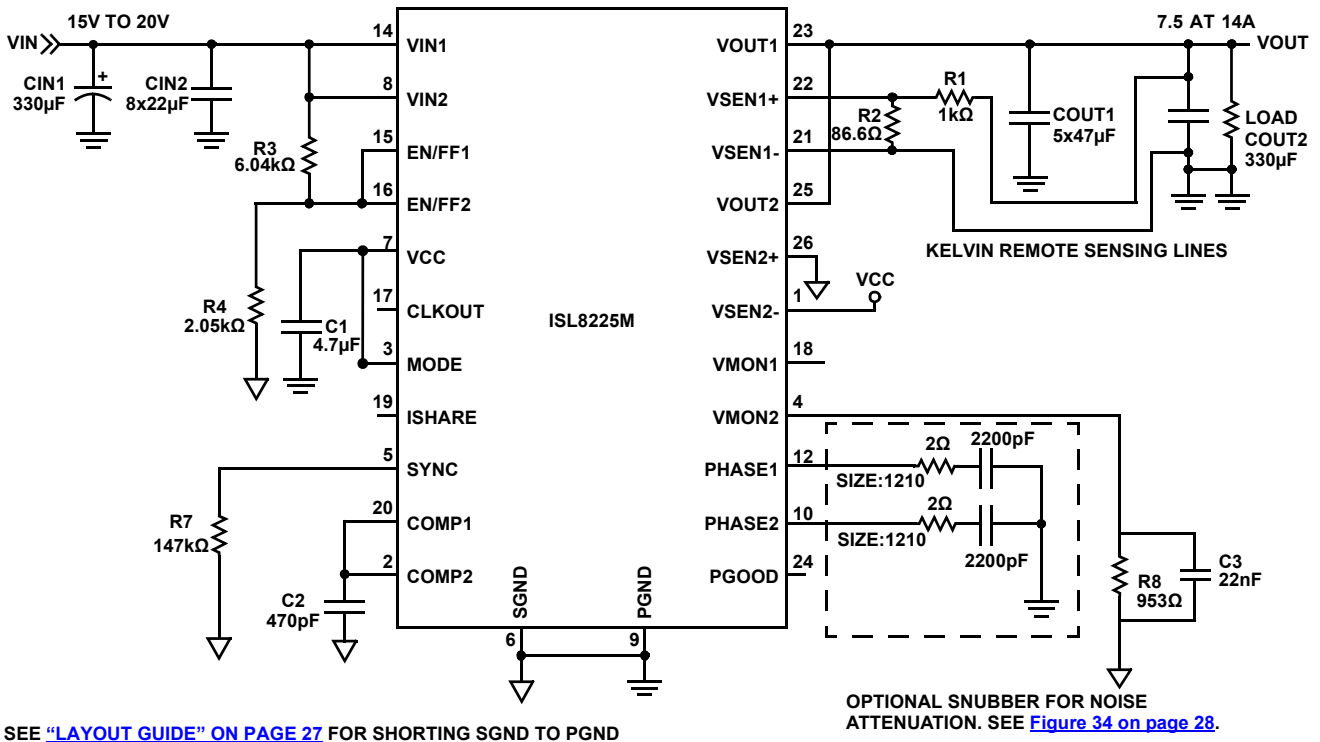 15V TO 20V
VIN
CIN1
330µF
+
CIN2
8x22µF
R3
6.04kΩ
R4
2.05kΩ
C1
4.7µF
R7
147kΩ
C2
470pF
14
8
15
16
7
17
3
19
5
20
2
VIN1
VIN2
EN/FF1
EN/FF2
VCC
CLKOUT
MODE
ISHARE
SYNC
COMP1
COMP2
ISL8225M
SGND
PGND
6
9
VOUT1
VSEN1+
VSEN1-
VOUT2
VSEN2+
VSEN2-
VMON1
VMON2
PHASE1
PHASE2
PGOOD
23
22
21
25
26
1
18
4
12
10
24
7.5 AT 14A
VOUT
R1
1kΩ
R2
86.6Ω
COUT1
5x47µF
LOAD
COUT2
330µF
KELVIN REMOTE SENSING LINES
VCC
2Ω
2200pF
SIZE:1210
2Ω
SIZE:1210
2200pF
R8
953Ω
C3
22nF
OPTIONAL SNUBBER FOR NOISE
ATTENUATION. SEE Figure 34 on page 28.
SEE “LAYOUT GUIDE” ON PAGE 27 FOR SHORTING SGND TO PGND